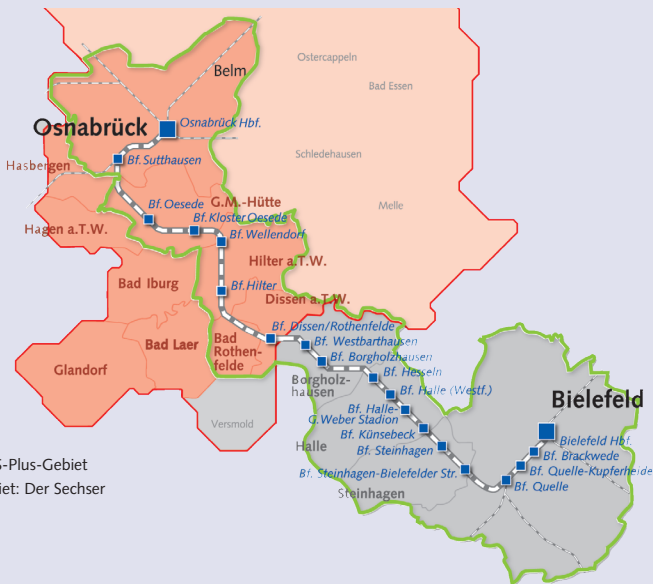 Ostercappeln
Belm
Bad Essen
Osnabrück
Osnabrück Hbf.
Schledehausen
Hasbergen
Bf. Sutthausen
Melle
Bf. Oesede
G.M.-Hütte
Bf. Kloster Oesede
Hagen a.T.W.
Bf. Wellendorf
Hilter a.T.W.
Bad Iburg
Bf. Hilter
Dissen a.T.W.
Bf. Dissen/Rothenfelde
Bad Laer
Bad
Rothen-
felde
Bf. Westbarthausen
Bf. Borgholzhausen
Glandorf
Bf. Hesseln
Borgholz-
hausen
Bf. Halle (Westf.)
Bielefeld
Versmold
Bf. Halle-
G.Weber Stadion
Bf. Künsebeck
Halle
Bf. Steinhagen
Bielefeld Hbf.
Bf. Brackwede
Bf. Steinhagen-Bielefelder Str.
Bf. Quelle-Kupferheide
Bf. Quelle
Steinhagen
S-Plus-Gebiet
iet: Der Sechser